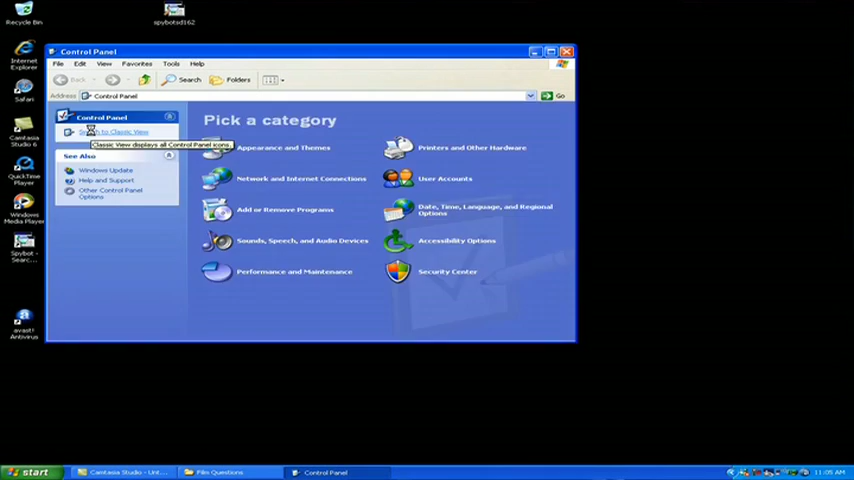 Recycle Bin
spybotsd162
Internet
Explorer
Safari
Camtasia
Studio 6
QuickTime
Player
Windows
Media Player
Spybot -
Searc...
avast!
Antivirus
Control Panel
File Edit View Favorites Tools Help
Back Search Folders
Address Control Panel Go
Control Panel
to Classic View
Classic View displays all Control Panel icons.
See Also
Windows Update
Help and Support
Other Control Panel
Options
Pick a category
Appearance and Themes
Printers and Other Hardware
Network and Internet Connections
User Accounts
Add or Remove Programs
Date, Time, Language, and Regional
Options
Sounds, Speech, and Audio Devices
Accessibility Options
Performance and Maintenance
Security Center
start Camtasia Studio - Unt... Film Questions Control Panel 11:05 AM